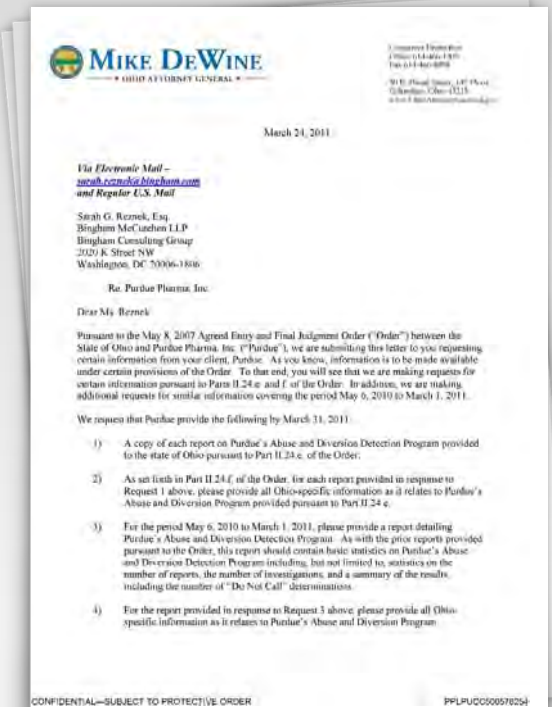 MIKE DEWINE
OHIO ATTORNEY GENERAL
March 24, 2011
Via Electronic Mail –
sarah.reznek@bingham.com
and Regular U.S. Mail
Sarah G. Reznek, Esq.
Bingham McCutchen LLP
Bingham Consulting Group
2020 K Street NW
Washington, DC 20006-1806
Re: Purdue Pharma, Inc.
Dear Ms. Reznek
Pursuant to the May 8, 2007 Agreed Entry and Final Judgment Order ("Order") between the
State of Ohio and Purdue Pharma, Inc. ("Purdue"), we are submitting this letter to you requesting
certain information from your client, Purdue. As you know, information is to be made available
under certain provisions of the Order. To that end, you will see that we are making requests for
certain information pursuant to Parts II.24.e. and f. of the Order. In addition, we are making
additional requests for similar information covering the period May 6, 2010 to March 1, 2011.
We request that Purdue provide the following by March 31, 2011:
1) A copy of each report on Purdue's Abuse and Diversion Detection Program provided
to the state of Ohio pursuant to Part II.24.e. of the Order;
2) As set forth in Part II.24.f. of the Order, for each report provided in response to
Request 1 above, please provide all Ohio-specific information as it relates to Purdue's
Abuse and Diversion Program provided pursuant to Part II.24.e.
3) For the period May 6, 2010 to March 1, 2011, please provide a report detailing
Purdue's Abuse and Diversion Detection Program. As with the prior reports provided
pursuant to the Order, this report should contain basic statistics on Purdue's Abuse
and Diversion Detection Program including, but not limited to, statistics on the
number of reports, the number of investigations, and a summary of the results,
including the number of "Do Not Call" determinations.
4) For the report provided in response to Request 3 above, please provide all Ohio-
specific information as it relates to Purdue's Abuse and Diversion Program
CONFIDENTIAL—SUBJECT TO PROTECTIVE ORDER